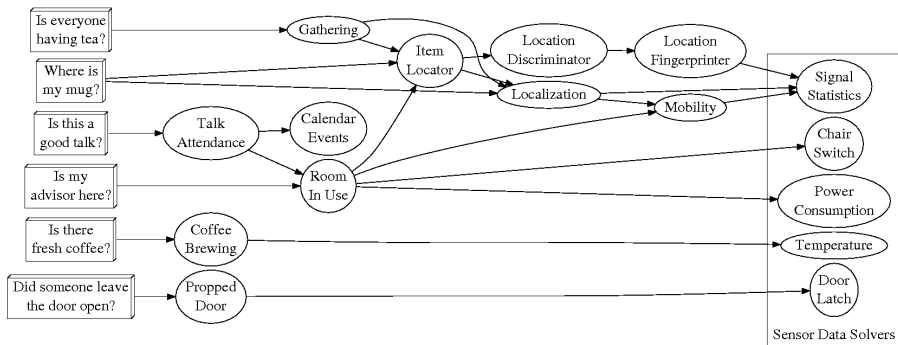 Is everyone
having tea?
Where is
my mug?
Is this a
good talk?
Is my
advisor here?
Is there
fresh coffee?
Did someone leave
the door open?
Gathering
Talk
Attendance
Coffee
Brewing
Propped
Door
Calendar
Events
Room
In Use
Item
Locator
Location
Discriminator
Localization
Location
Fingerprinter
Mobility
Signal
Statistics
Chair
Switch
Power
Consumption
Temperature
Door
Latch
Sensor Data Solvers